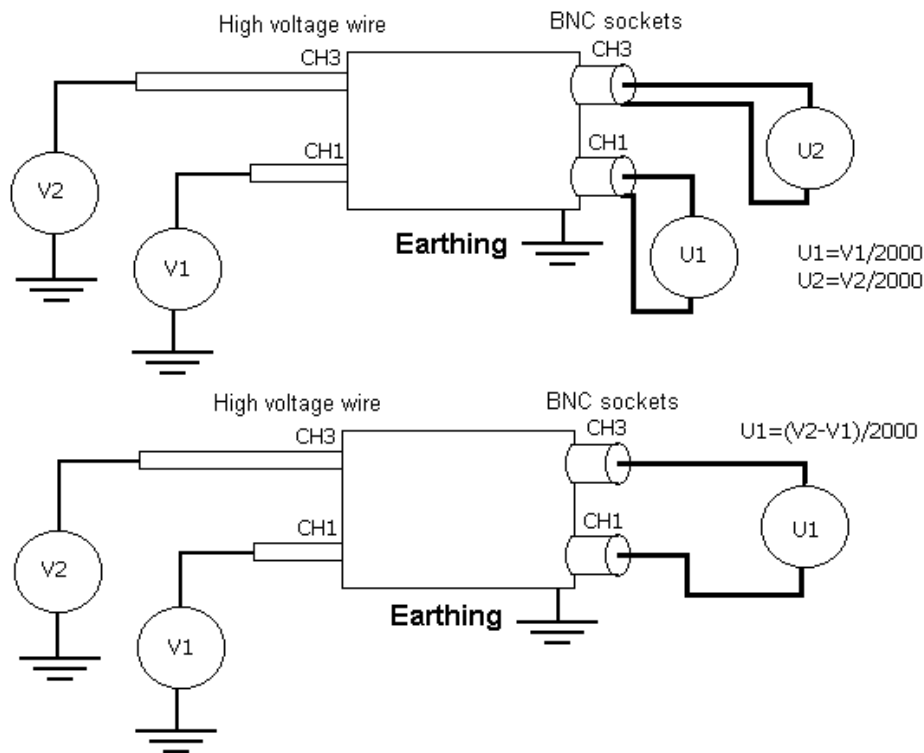 High voltage wire
BNC sockets
CH3
CH3
CH1
CH1
V2
U2
V1
Earthing
U1
U1=V1/2000
U2=V2/2000
High voltage wire
BNC sockets
CH3
CH3
U1=(V2-V1)/2000
CH1
CH1
U1
V2
Earthing
V1